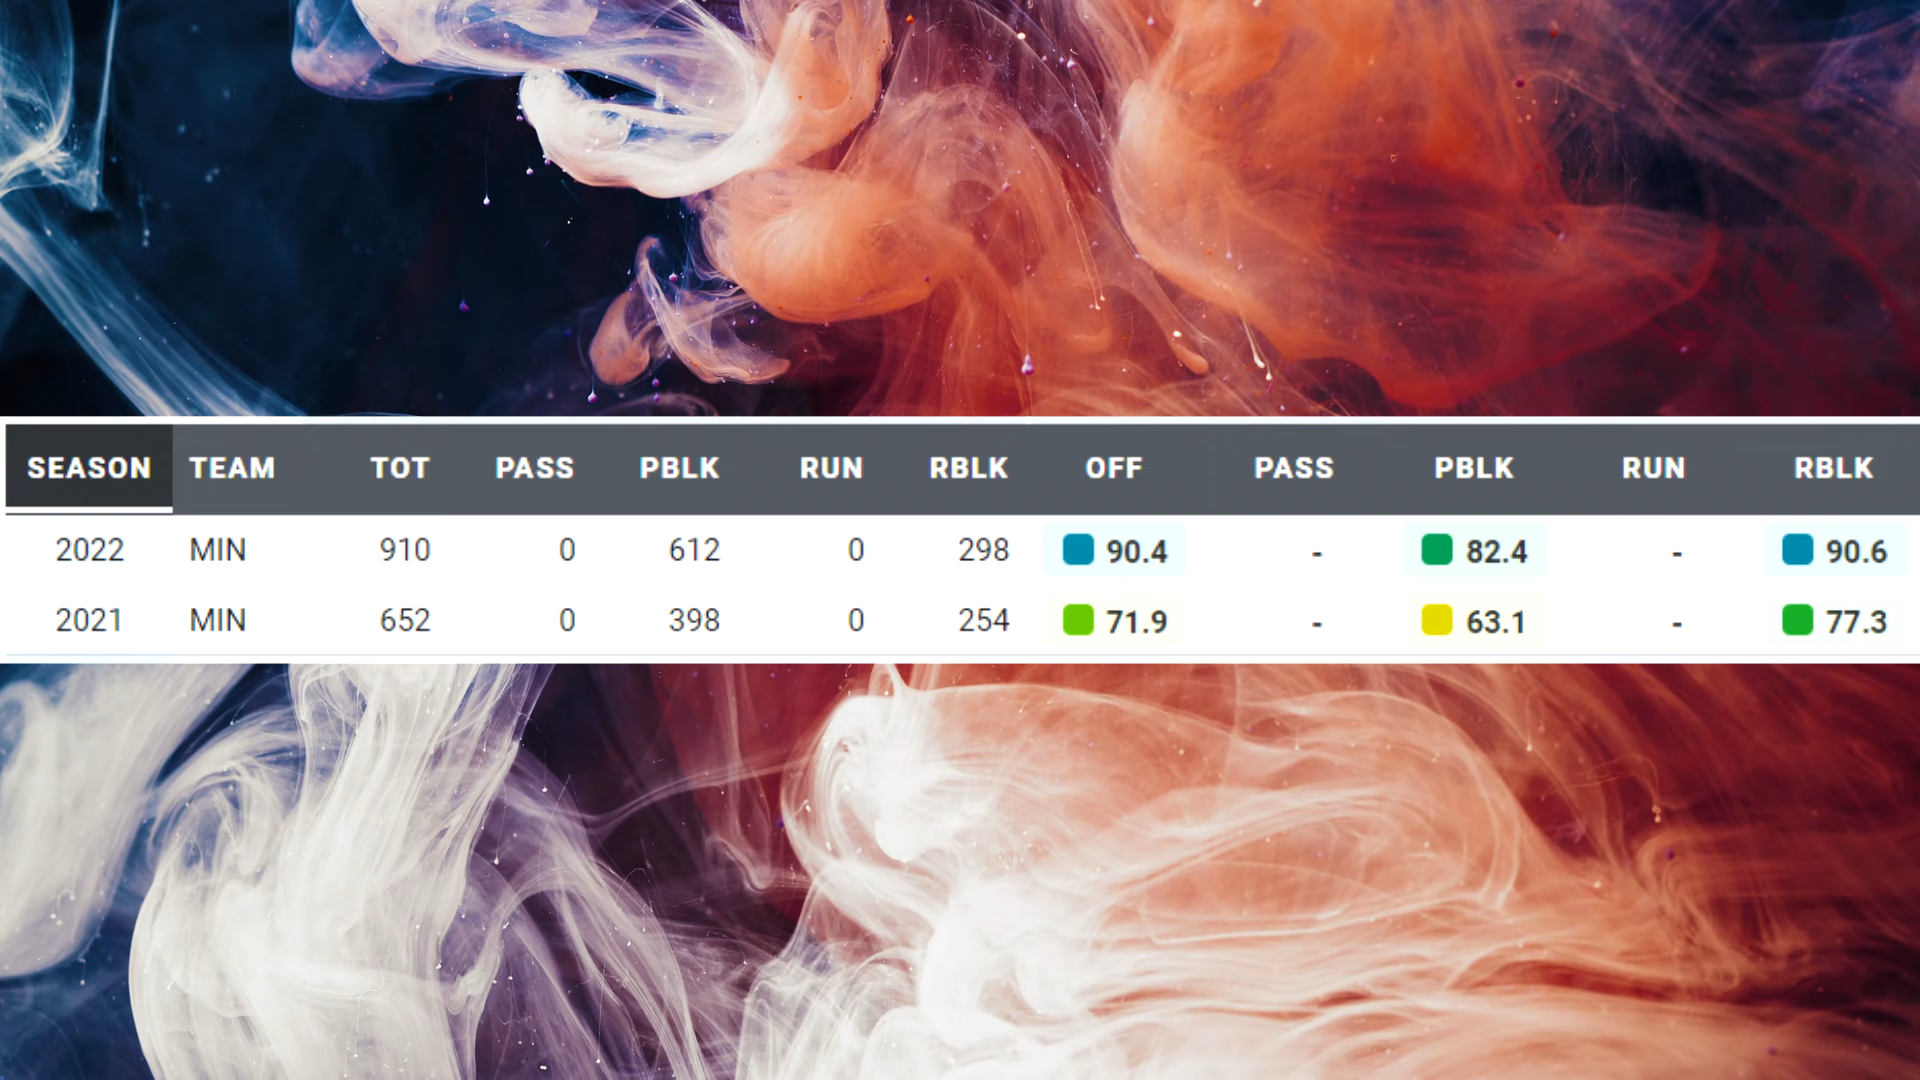 SEASON TEAM TOT PASS PBLK RUN RBLK OFF PASS PBLK RUN RBLK
2022 MIN 910 0 612 0 298 90.4 - 82.4 - 90.6
2021 MIN 652 0 398 0 254 71.9 - 63.1 - 77.3